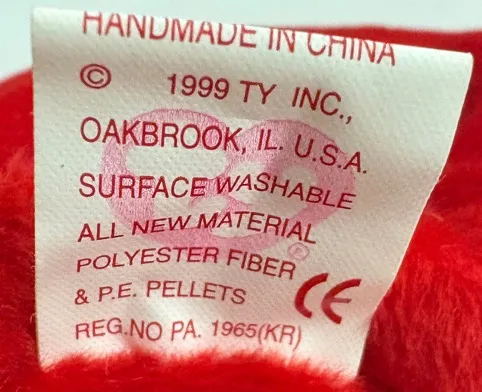 HANDMADE IN CHINA
© 1999 TY INC.,
OAKBROOK, IL. U.S.A.
SURFACE WASHABLE
ALL NEW MATERIAL
POLYESTER FIBER ®
& P.E. PELLETS CE
REG.NO PA. 1965(KR)